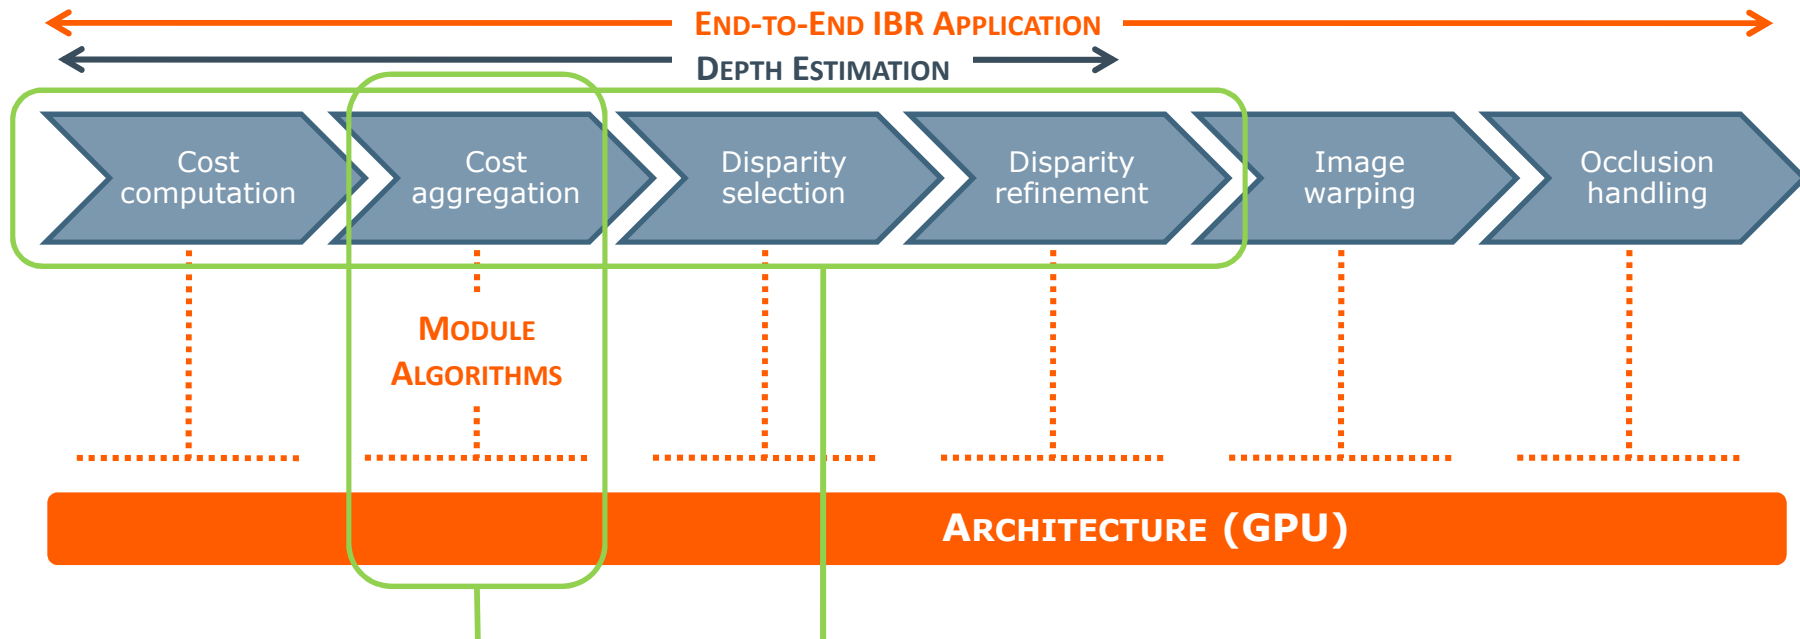 END-TO-END IBR APPLICATION
DEPTH ESTIMATION
Cost
computation
Cost
aggregation
Disparity
selection
Disparity
refinement
Image
warping
Occlusion
handling
MODULE
ALGORITHMS
ARCHITECTURE (GPU)